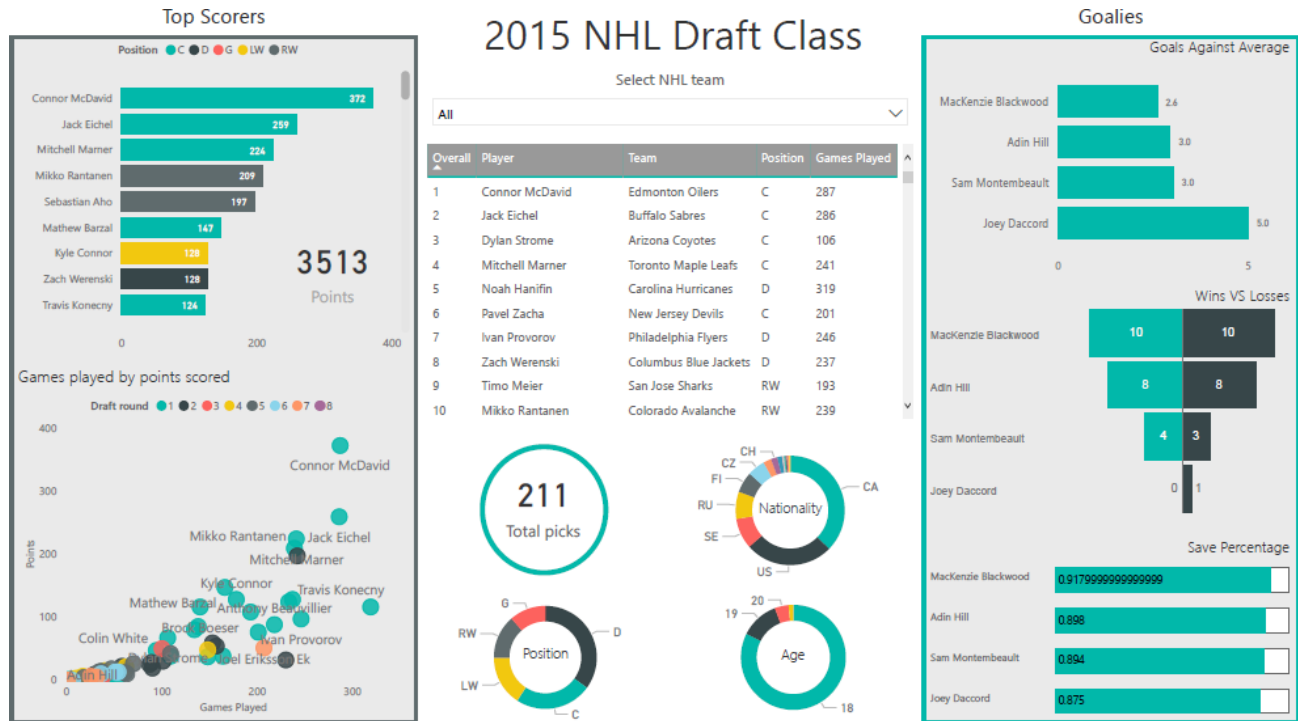 Top Scorers
Position C D G LW RW
Connor McDavid 372
Jack Eichel 259
Mitchell Marner 224
Mikko Rantanen 209
Sebastian Aho 197
Mathew Barzal 147
Kyle Connor 128
Zach Werenski 128
Travis Konecny 124
0 200 400
3513
Points
Games played by points scored
Draft round 1 2 3 4 5 6 7 8
400
300
200
100
0
Points
Connor McDavid
Mikko Rantanen Jack Eichel
Mitchell Marner
Kyle Connor Travis Konecny
Mathew Barzal Anthony Beauvillier
Brock Boeser
Colin White Ivan Provorov
Dylan Strome Joel Eriksson Ek
Adin Hill
0 100 200 300
Games Played
2015 NHL Draft Class
Select NHL team
All
Overall Player Team Position Games Played
1 Connor McDavid Edmonton Oilers C 287
2 Jack Eichel Buffalo Sabres C 286
3 Dylan Strome Arizona Coyotes C 106
4 Mitchell Marner Toronto Maple Leafs C 241
5 Noah Hanifin Carolina Hurricanes D 319
6 Pavel Zacha New Jersey Devils C 201
7 Ivan Provorov Philadelphia Flyers D 246
8 Zach Werenski Columbus Blue Jackets D 237
9 Timo Meier San Jose Sharks RW 193
10 Mikko Rantanen Colorado Avalanche RW 239
211
Total picks
CH
CZ
FI
RU
SE
US
CA
Nationality
G
RW
LW
C
D
Position
20
19
18
Age
Goalies
Goals Against Average
MacKenzie Blackwood 2.6
Adin Hill 3.0
Sam Montembeault 3.0
Joey Daccord 5.0
0 5
Wins VS Losses
MacKenzie Blackwood 10 10
Adin Hill 8 8
Sam Montembeault 4 3
Joey Daccord 0 1
Save Percentage
MacKenzie Blackwood 0.9179999999999999
Adin Hill 0.898
Sam Montembeault 0.894
Joey Daccord 0.875